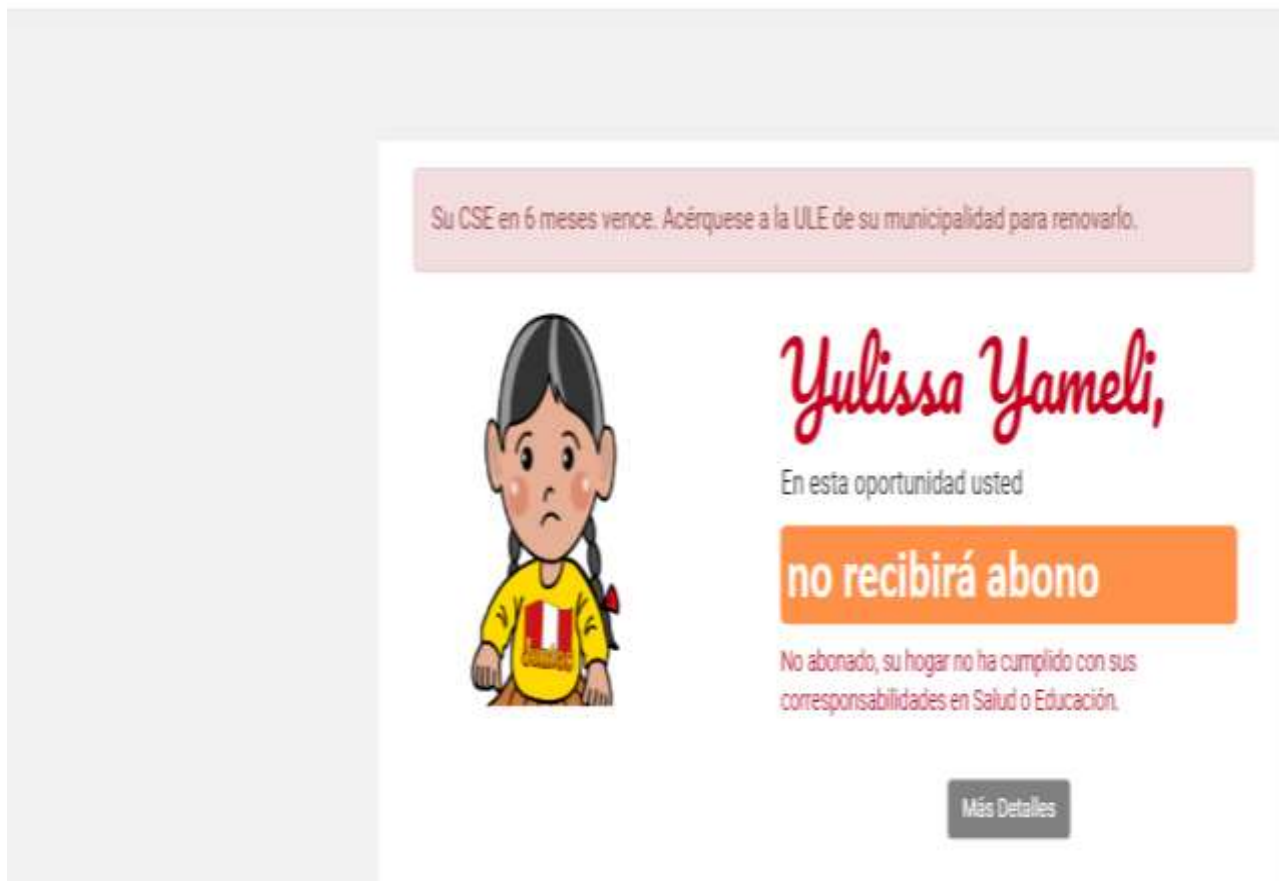 Su CSE en 6 meses vence. Acérquese a la ULE de su municipalidad para renovarlo.
Yulissa Yameli,
En esta oportunidad usted
no recibirá abono
No abonado, su hogar no ha cumplido con sus
corresponsabilidades en Salud o Educación.
Más Detalles